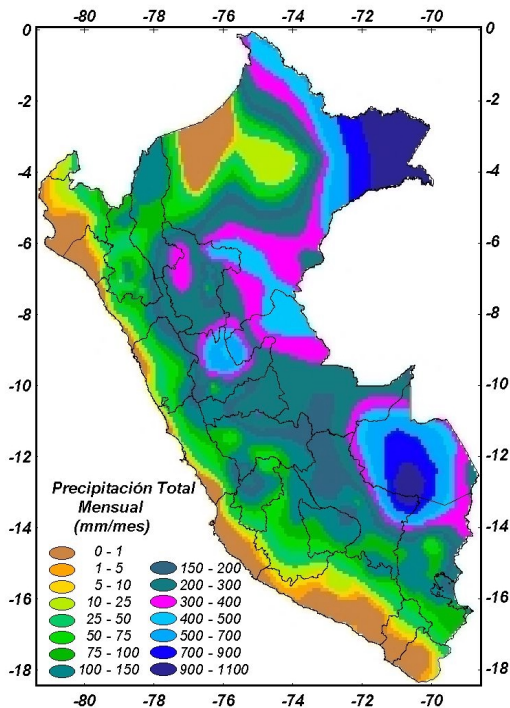 -80 -78 -76 -74 -72 -70
0 0
-2 -2
-4 -4
-6 -6
-8 -8
-10 -10
-12 -12
-14 -14
-16 -16
-18 -18
Precipitación Total
Mensual
(mm/mes)
0 - 1
1 - 5
5 - 10
10 - 25
25 - 50
50 - 75
75 - 100
100 - 150
150 - 200
200 - 300
300 - 400
400 - 500
500 - 700
700 - 900
900 - 1100
-80 -78 -76 -74 -72 -70